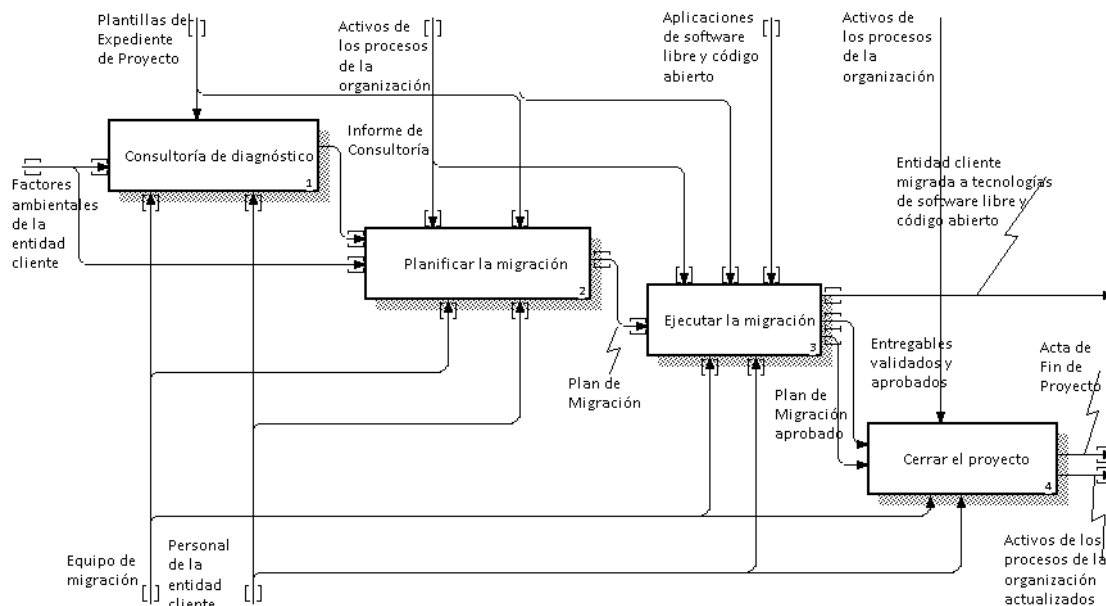 Plantillas de
Expediente
de Proyecto
Activos de
los procesos
de la
organización
Aplicaciones
de software
libre y código
abierto
Activos de
los procesos
de la
organización
Consultoría de diagnóstico
1
Informe de
Consultoría
Factores
ambientales
de la
entidad
cliente
Entidad cliente
migrada a tecnologías
de software libre y
código abierto
Planificar la migración
2
Ejecutar la migración
3
Plan de
Migración
Entregables
validados y
aprobados
Plan de
Migración
aprobado
Acta de
Fin de
Proyecto
Cerrar el proyecto
4
Equipo de
migración
Personal
de la
entidad
cliente
Activos de los
procesos de la
organización
actualizados